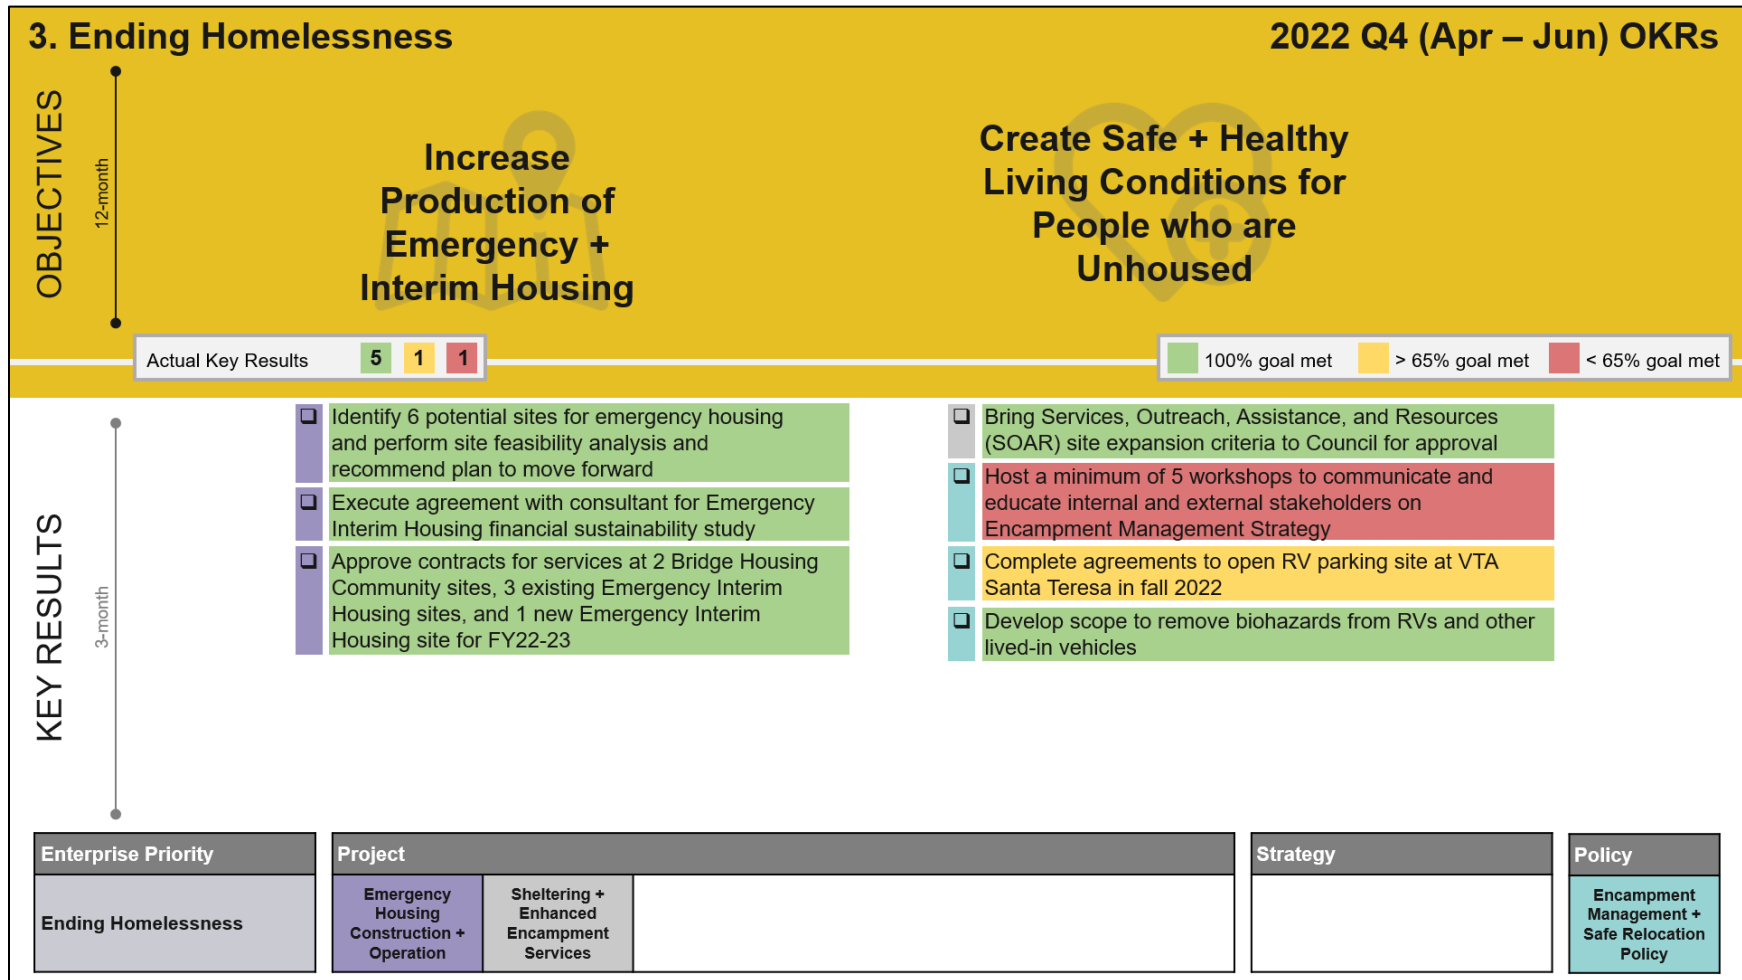 3. Ending Homelessness
2022 Q4 (Apr – Jun) OKRs
OBJECTIVES
12-month
Increase
Production of
Emergency +
Interim Housing
Create Safe + Healthy
Living Conditions for
People who are
Unhoused
Actual Key Results 5 1 1
100% goal met > 65% goal met < 65% goal met
KEY RESULTS
3-month
❑ Identify 6 potential sites for emergency housing
and perform site feasibility analysis and
recommend plan to move forward
❑ Execute agreement with consultant for Emergency
Interim Housing financial sustainability study
❑ Approve contracts for services at 2 Bridge Housing
Community sites, 3 existing Emergency Interim
Housing sites, and 1 new Emergency Interim
Housing site for FY22-23
❑ Bring Services, Outreach, Assistance, and Resources
(SOAR) site expansion criteria to Council for approval
❑ Host a minimum of 5 workshops to communicate and
educate internal and external stakeholders on
Encampment Management Strategy
❑ Complete agreements to open RV parking site at VTA
Santa Teresa in fall 2022
❑ Develop scope to remove biohazards from RVs and other
lived-in vehicles
Enterprise Priority
Ending Homelessness
Project
Emergency
Housing
Construction +
Operation
Sheltering +
Enhanced
Encampment
Services
Strategy
Policy
Encampment
Management +
Safe Relocation
Policy